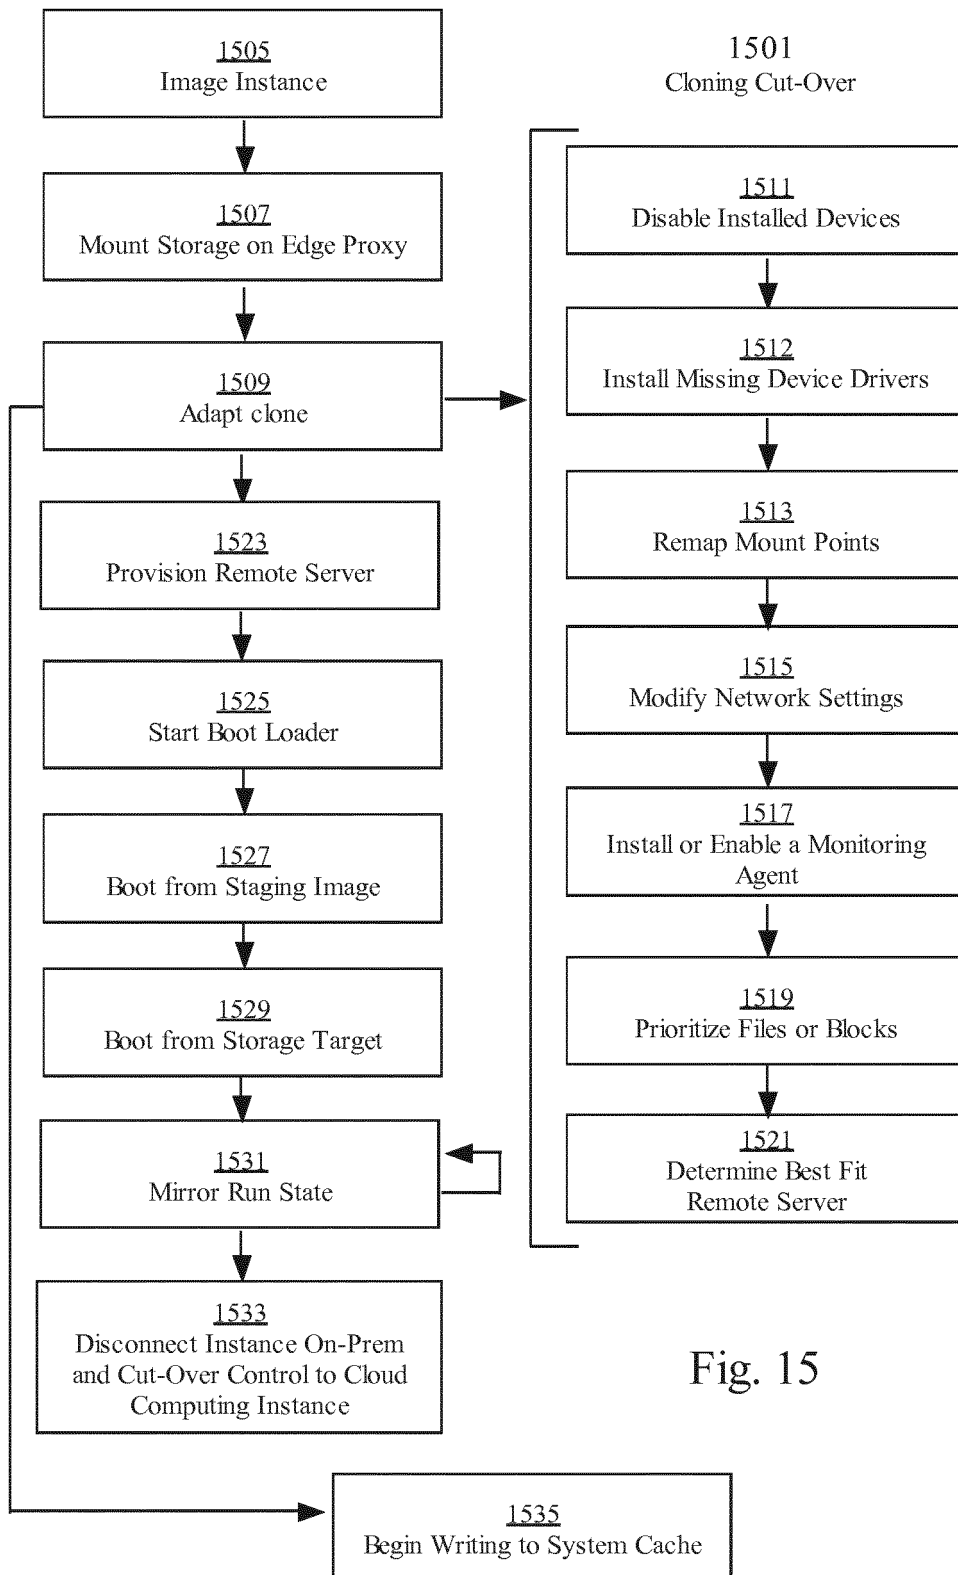 1505
Image Instance
1507
Mount Storage on Edge Proxy
1509
Adapt clone
1523
Provision Remote Server
1525
Start Boot Loader
1527
Boot from Staging Image
1529
Boot from Storage Target
1531
Mirror Run State
1533
Disconnect Instance On-Prem
and Cut-Over Control to Cloud
Computing Instance
1501
Cloning Cut-Over
1511
Disable Installed Devices
1512
Install Missing Device Drivers
1513
Remap Mount Points
1515
Modify Network Settings
1517
Install or Enable a Monitoring
Agent
1519
Prioritize Files or Blocks
1521
Determine Best Fit
Remote Server
Fig. 15
1535
Begin Writing to System Cache